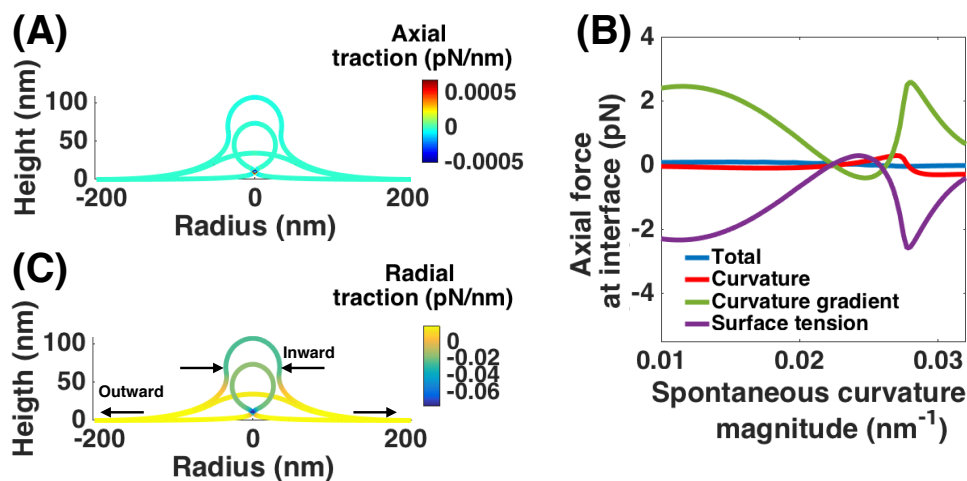 (A)
Axial
traction (pN/nm)
Height (nm)
100
50
0
-200
0
200
Radius (nm)
0.0005
0
-0.0005
(B)
Axial force
at interface (pN)
4
2
0
-2
-4
Total
Curvature
Curvature gradient
Surface tension
0.01
0.02
0.03
Spontaneous curvature
magnitude (nm-1)
(C)
Radial
traction (pN/nm)
Heigth (nm)
100
50
0
Inward
Outward
-200
0
200
Radius (nm)
0
-0.02
-0.04
-0.06